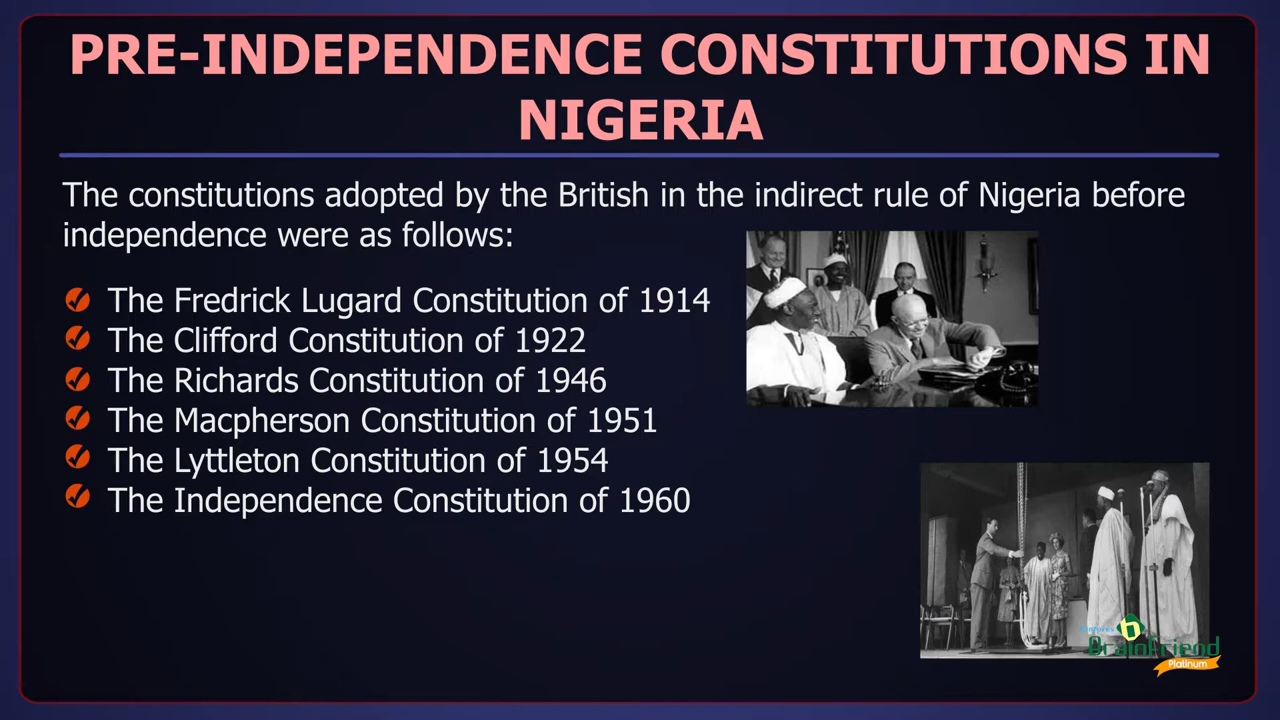 PRE-INDEPENDENCE CONSTITUTIONS IN
NIGERIA
The constitutions adopted by the British in the indirect rule of Nigeria before
independence were as follows:
The Fredrick Lugard Constitution of 1914
The Clifford Constitution of 1922
The Richards Constitution of 1946
The Macpherson Constitution of 1951
The Lyttleton Constitution of 1954
The Independence Constitution of 1960
BrainFriend
Platinum